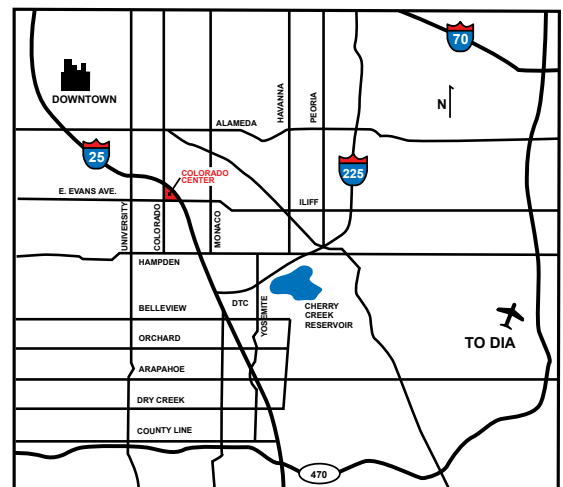 70
DOWNTOWN
HAVANNA
PEORIA
N
ALAMEDA
25
225
COLORADO
CENTER
E. EVANS AVE.
ILIFF
UNIVERSITY
COLORADO
MONACO
HAMPDEN
DTC
YOSEMITE
CHERRY
CREEK
RESERVOIR
BELLEVIEW
ORCHARD
TO DIA
ARAPAHOE
DRY CREEK
COUNTY LINE
470